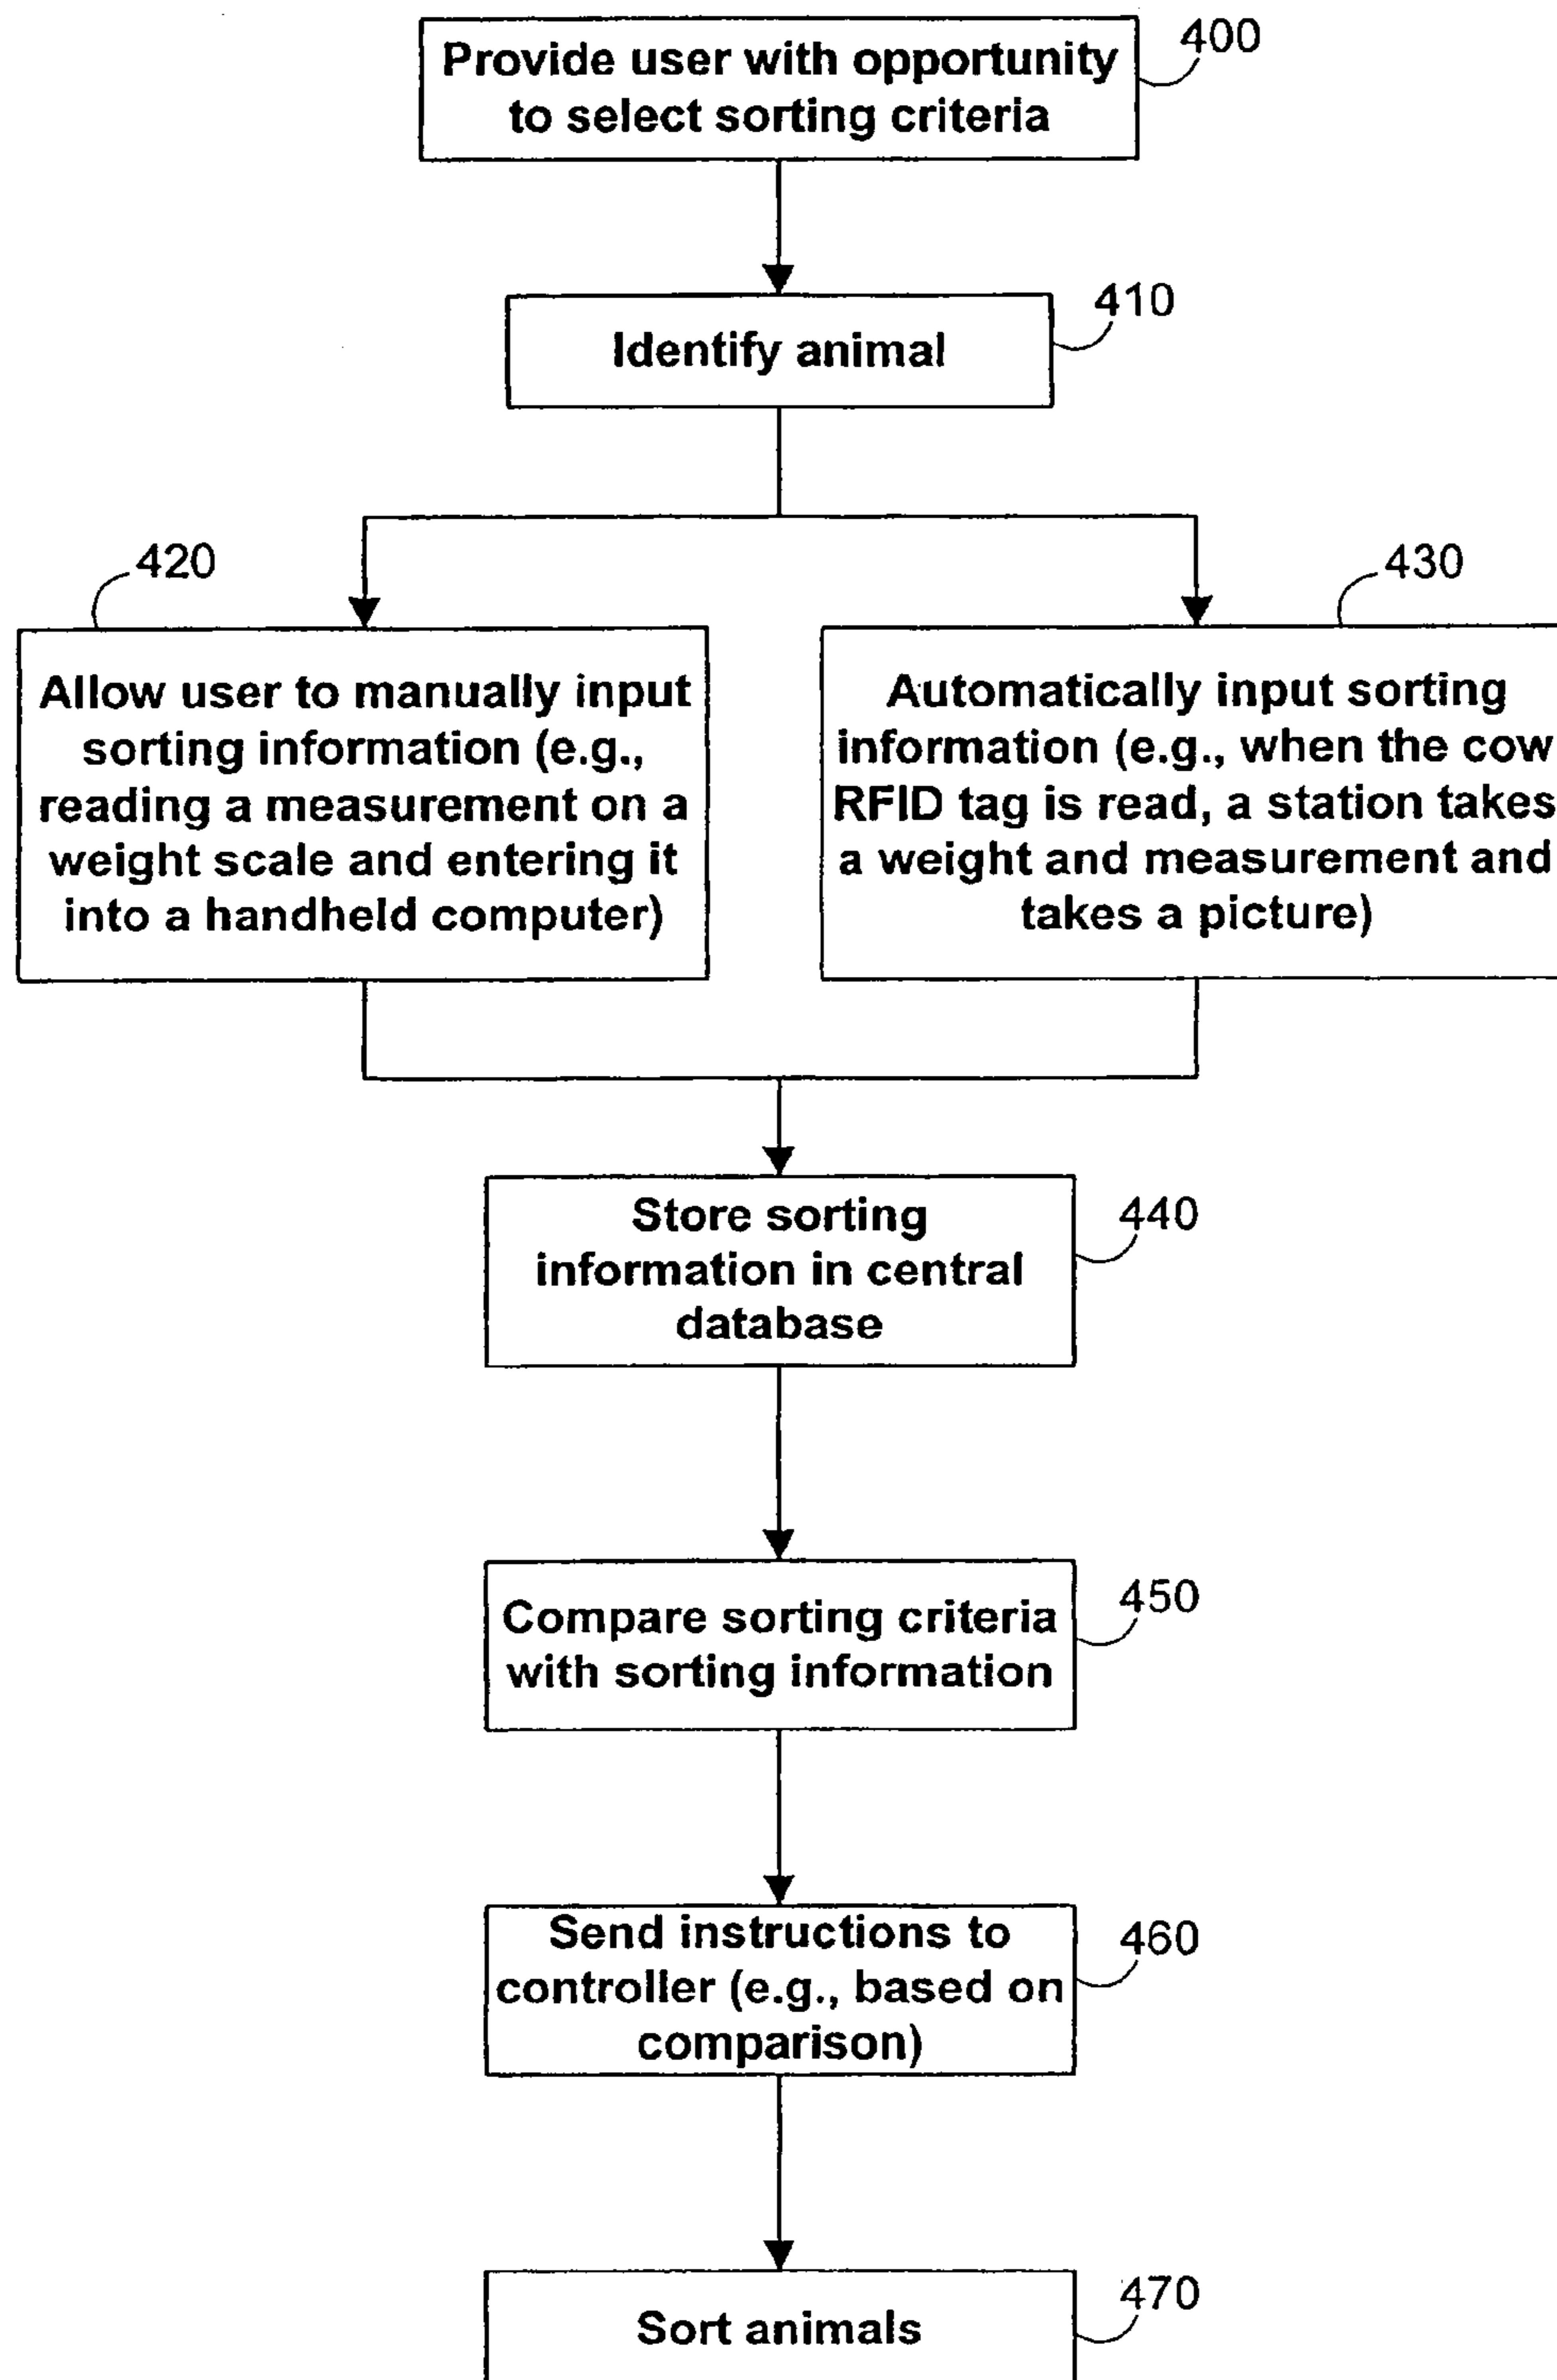 Provide user with opportunity
to select sorting criteria
400
Identify animal
410
420
430
Allow user to manually input
sorting information (e.g.,
reading a measurement on a
weight scale and entering it
into a handheld computer)
Automatically input sorting
information (e.g., when the cow
RFID tag is read, a station takes
a weight and measurement and
takes a picture)
Store sorting
information in central
database
440
Compare sorting criteria
with sorting information
450
Send instructions to
controller (e.g., based on
comparison)
460
Sort animals
470